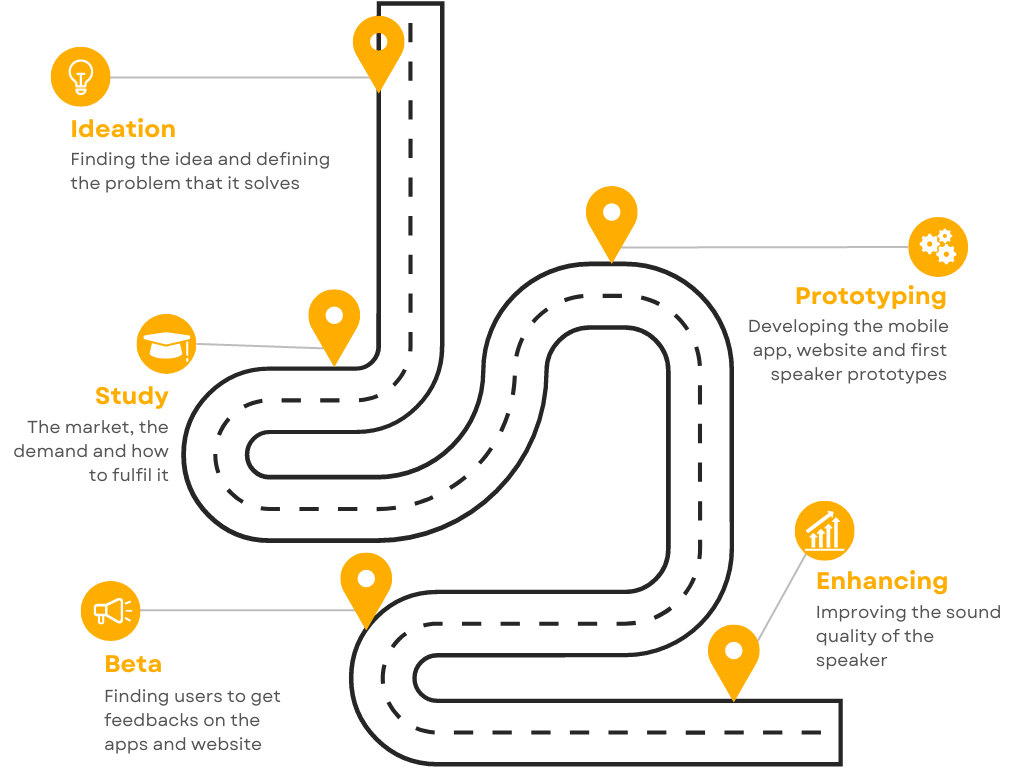 Ideation
Finding the idea and defining
the problem that it solves
Study
The market, the
demand and how
to fulfil it
Prototyping
Developing the mobile
app, website and first
speaker prototypes
Beta
Finding users to get
feedbacks on the
apps and website
Enhancing
Improving the sound
quality of the
speaker